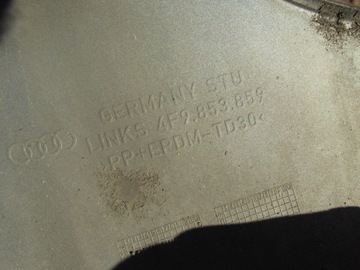 GERMANY STU
LINKS 4F9.853.859
>PP+EPDM-TD30<